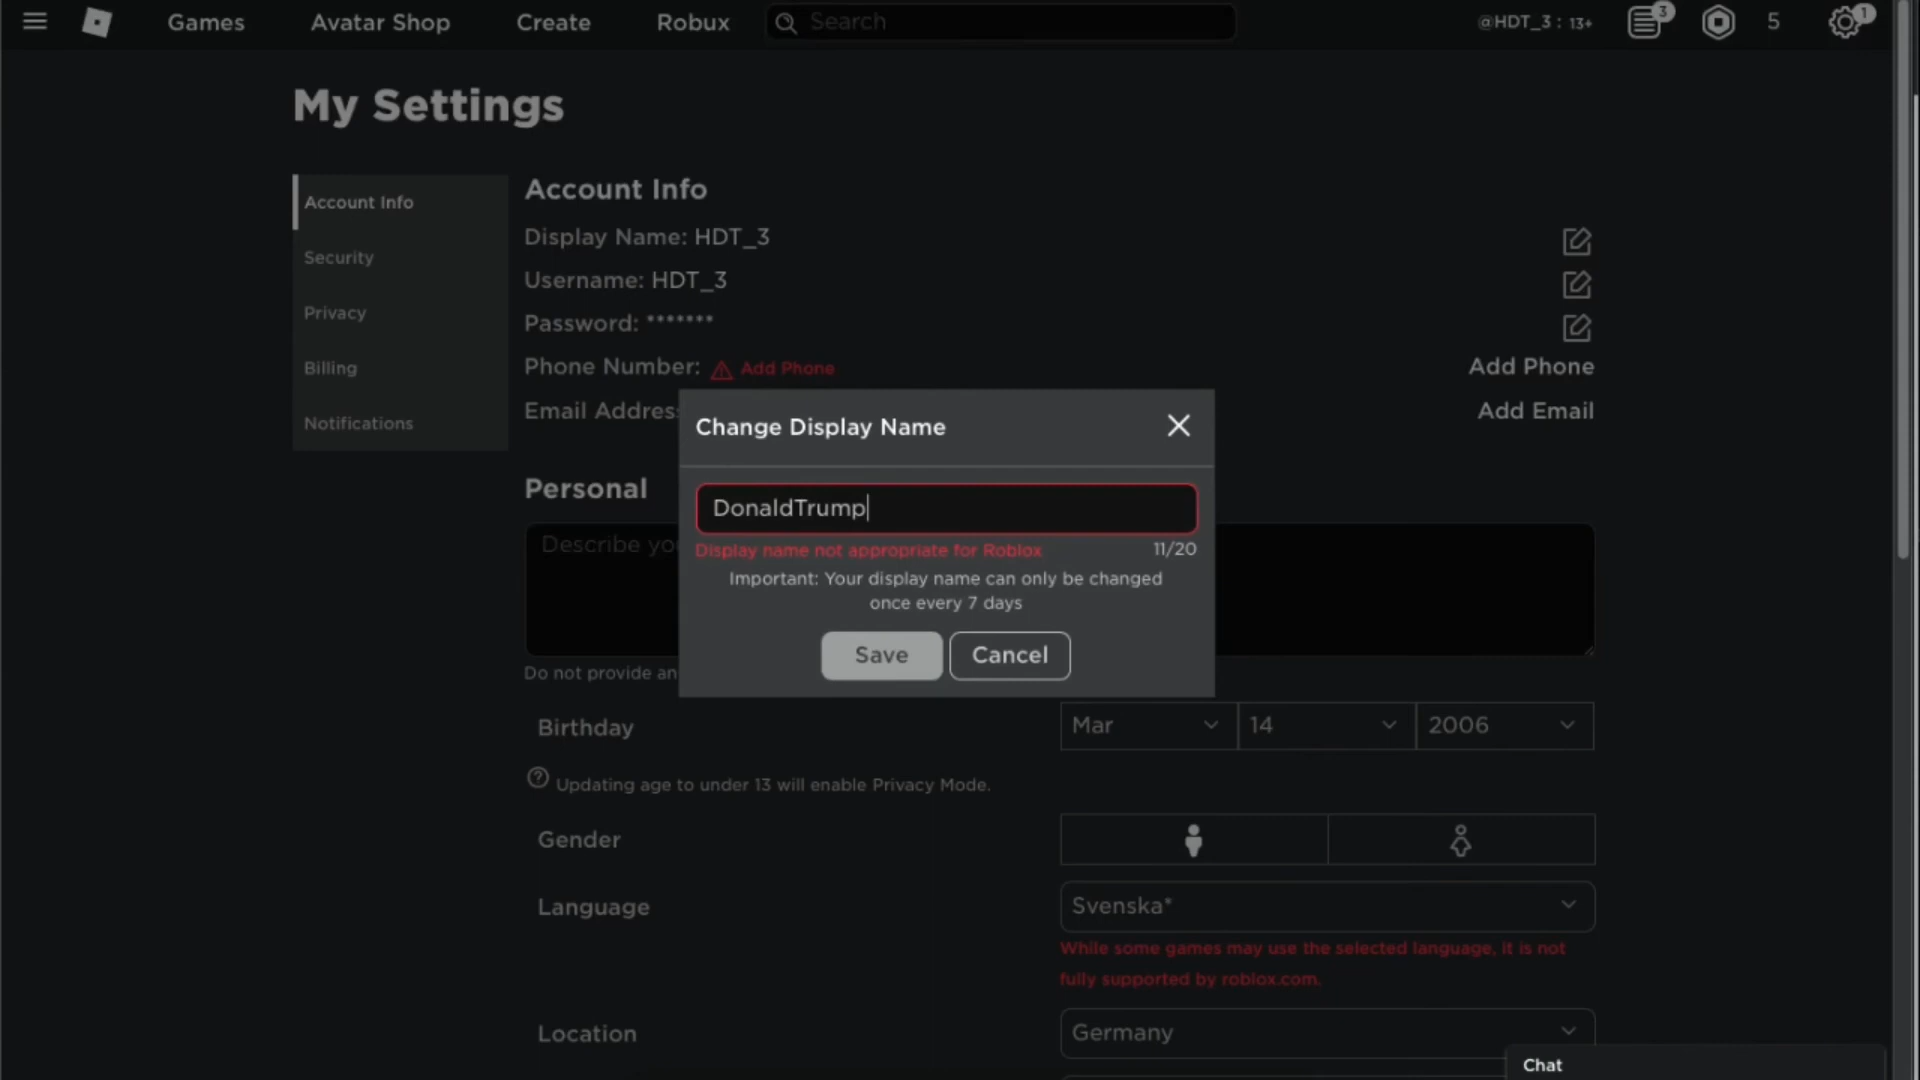 Games Avatar Shop Create Robux Search @HDT_3 : 13+ 3 5 1
My Settings
Account Info
Security
Privacy
Billing
Notifications
Account Info
Display Name: HDT_3
Username: HDT_3
Password: *******
Phone Number: Add Phone Add Phone
Email Address Add Email
Change Display Name
DonaldTrump
Display name not appropriate for Roblox 11/20
Important: Your display name can only be changed
once every 7 days
Save Cancel
Personal
Describe yo
Do not provide an
Birthday Mar 14 2006
Updating age to under 13 will enable Privacy Mode.
Gender
Language Svenska*
While some games may use the selected language, it is not
fully supported by roblox.com.
Location Germany
Chat